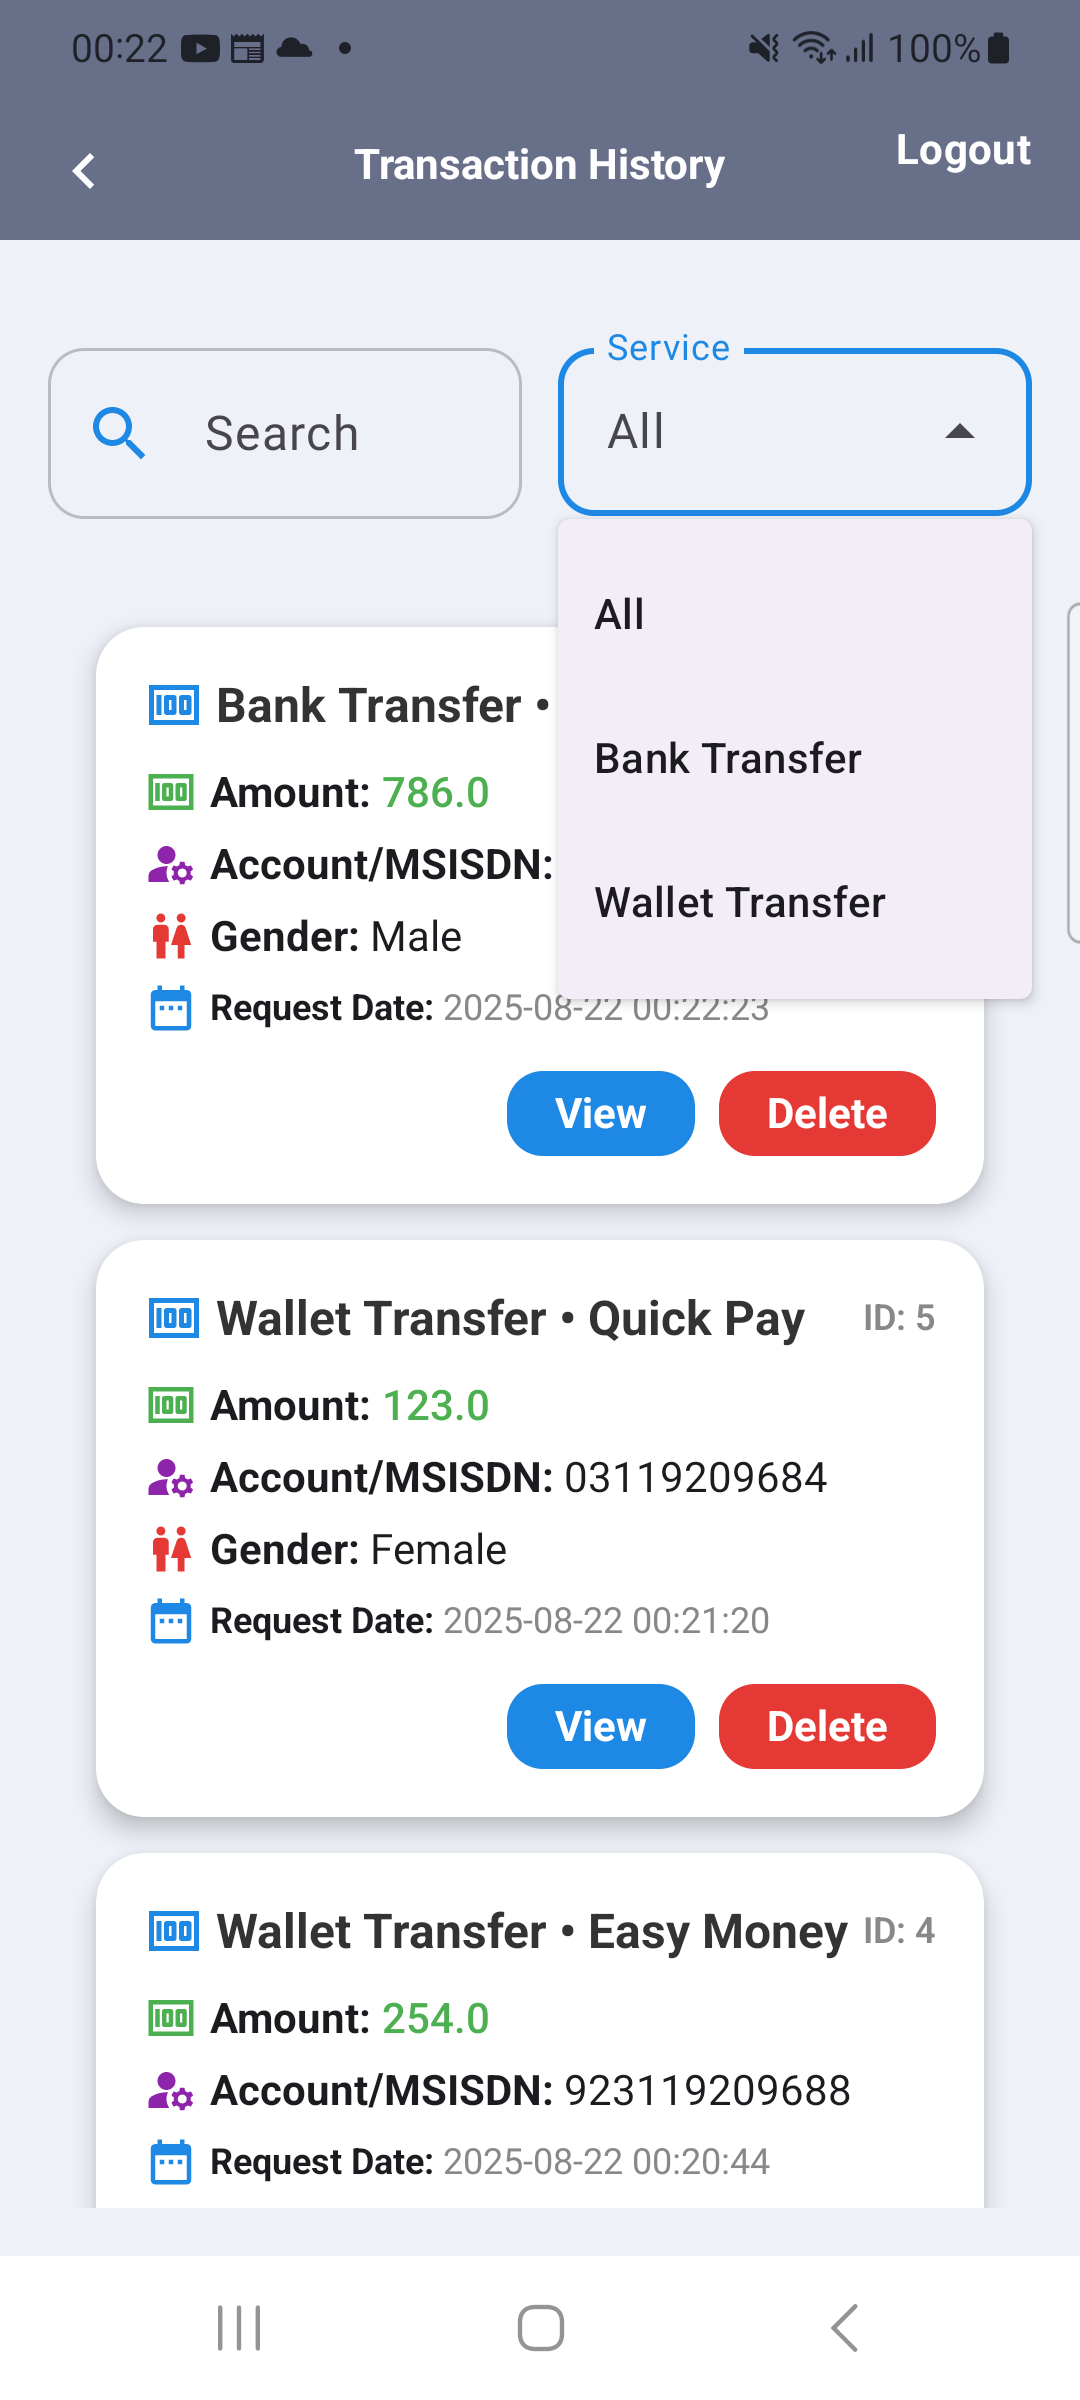 00:22 100%
Transaction History
Logout
Search
Service
All
All
Bank Transfer
Wallet Transfer
Bank Transfer •
Amount: 786.0
Account/MSISDN:
Gender: Male
Request Date: 2025-08-22 00:22:23
View Delete
Wallet Transfer • Quick Pay ID: 5
Amount: 123.0
Account/MSISDN: 03119209684
Gender: Female
Request Date: 2025-08-22 00:21:20
View Delete
Wallet Transfer • Easy Money ID: 4
Amount: 254.0
Account/MSISDN: 923119209688
Request Date: 2025-08-22 00:20:44